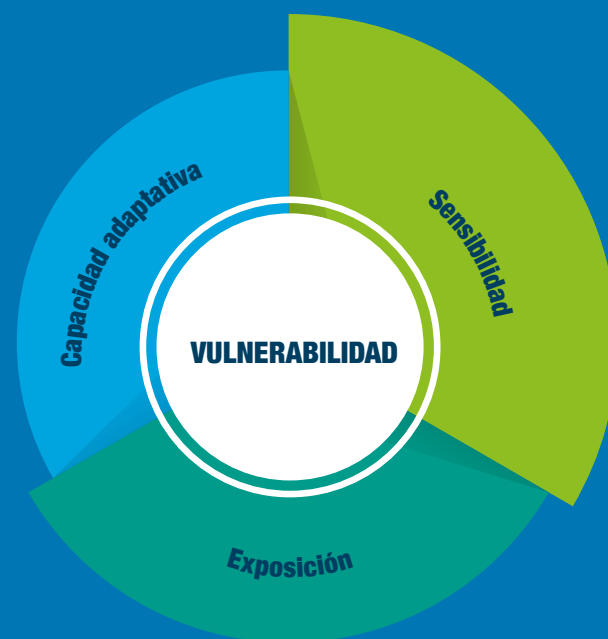 Capacidad adaptativa
Sensibilidad
VULNERABILIDAD
Exposición